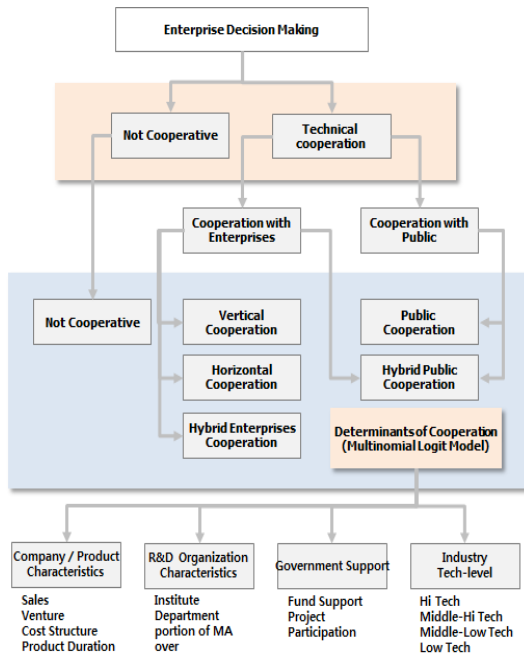 Enterprise Decision Making
Not Cooperative
Technical
cooperation
Cooperation with
Enterprises
Cooperation with
Public
Not Cooperative
Vertical
Cooperation
Public
Cooperation
Horizontal
Cooperation
Hybrid Public
Cooperation
Hybrid Enterprises
Cooperation
Determinants of Cooperation
(Multinomial Logit Model)
Company / Product
Characteristics
R&D Organization
Characteristics
Government Support
Industry
Tech-level
Sales
Venture
Cost Structure
Product Duration
Institute
Department
portion of MA
over
Fund Support
Project
Participation
Hi Tech
Middle-Hi Tech
Middle-Low Tech
Low Tech